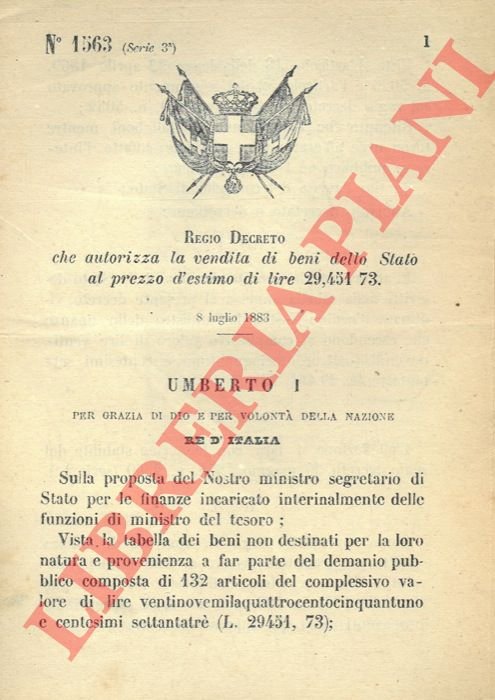 N° 1563 (Serie 3ª)
1
REGIO DECRETO
che autorizza la vendita di beni dello Stato
al prezzo d'estimo di lire 29,451 73.
8 luglio 1883
UMBERTO I
PER GRAZIA DI DIO E PER VOLONTÀ DELLA NAZIONE
RE D'ITALIA
Sulla proposta del Nostro ministro segretario di
Stato per le finanze incaricato interinalmente delle
funzioni di ministro del tesoro ;
Vista la tabella dei beni non destinati per la loro
natura e provenienza a far parte del demanio pub-
blico composta di 132 articoli del complessivo va-
lore di lire ventinovemilaquattrocentocinquantuno
e centesimi settantatrè (L. 29451, 73);
LIBRERIA PIANI